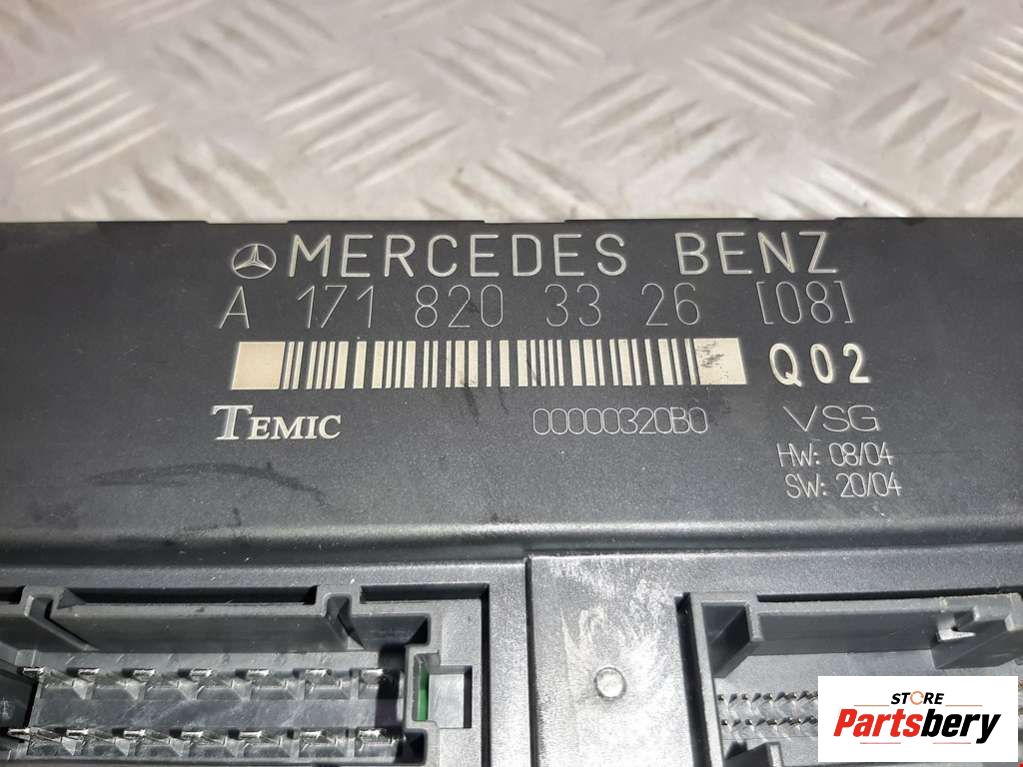 MERCEDES BENZ
A 171 820 33 26 [08]
Q02
TEMIC 00000320B0 VSG
HW: 08/04
SW: 20/04
STORE
Partsbery